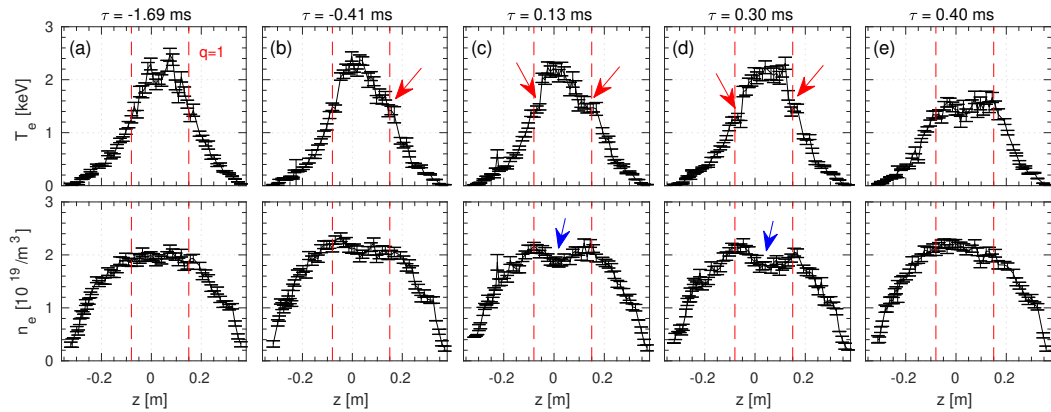 τ = -1.69 ms τ = -0.41 ms τ = 0.13 ms τ = 0.30 ms τ = 0.40 ms
3 (a) q=1 (b) (c) (d) (e)
2
T e [keV]
1
0
3
2
n e [10 19 /m 3 ]
1
0
-0.2 0 0.2 -0.2 0 0.2 -0.2 0 0.2 -0.2 0 0.2 -0.2 0 0.2
z [m] z [m] z [m] z [m] z [m]